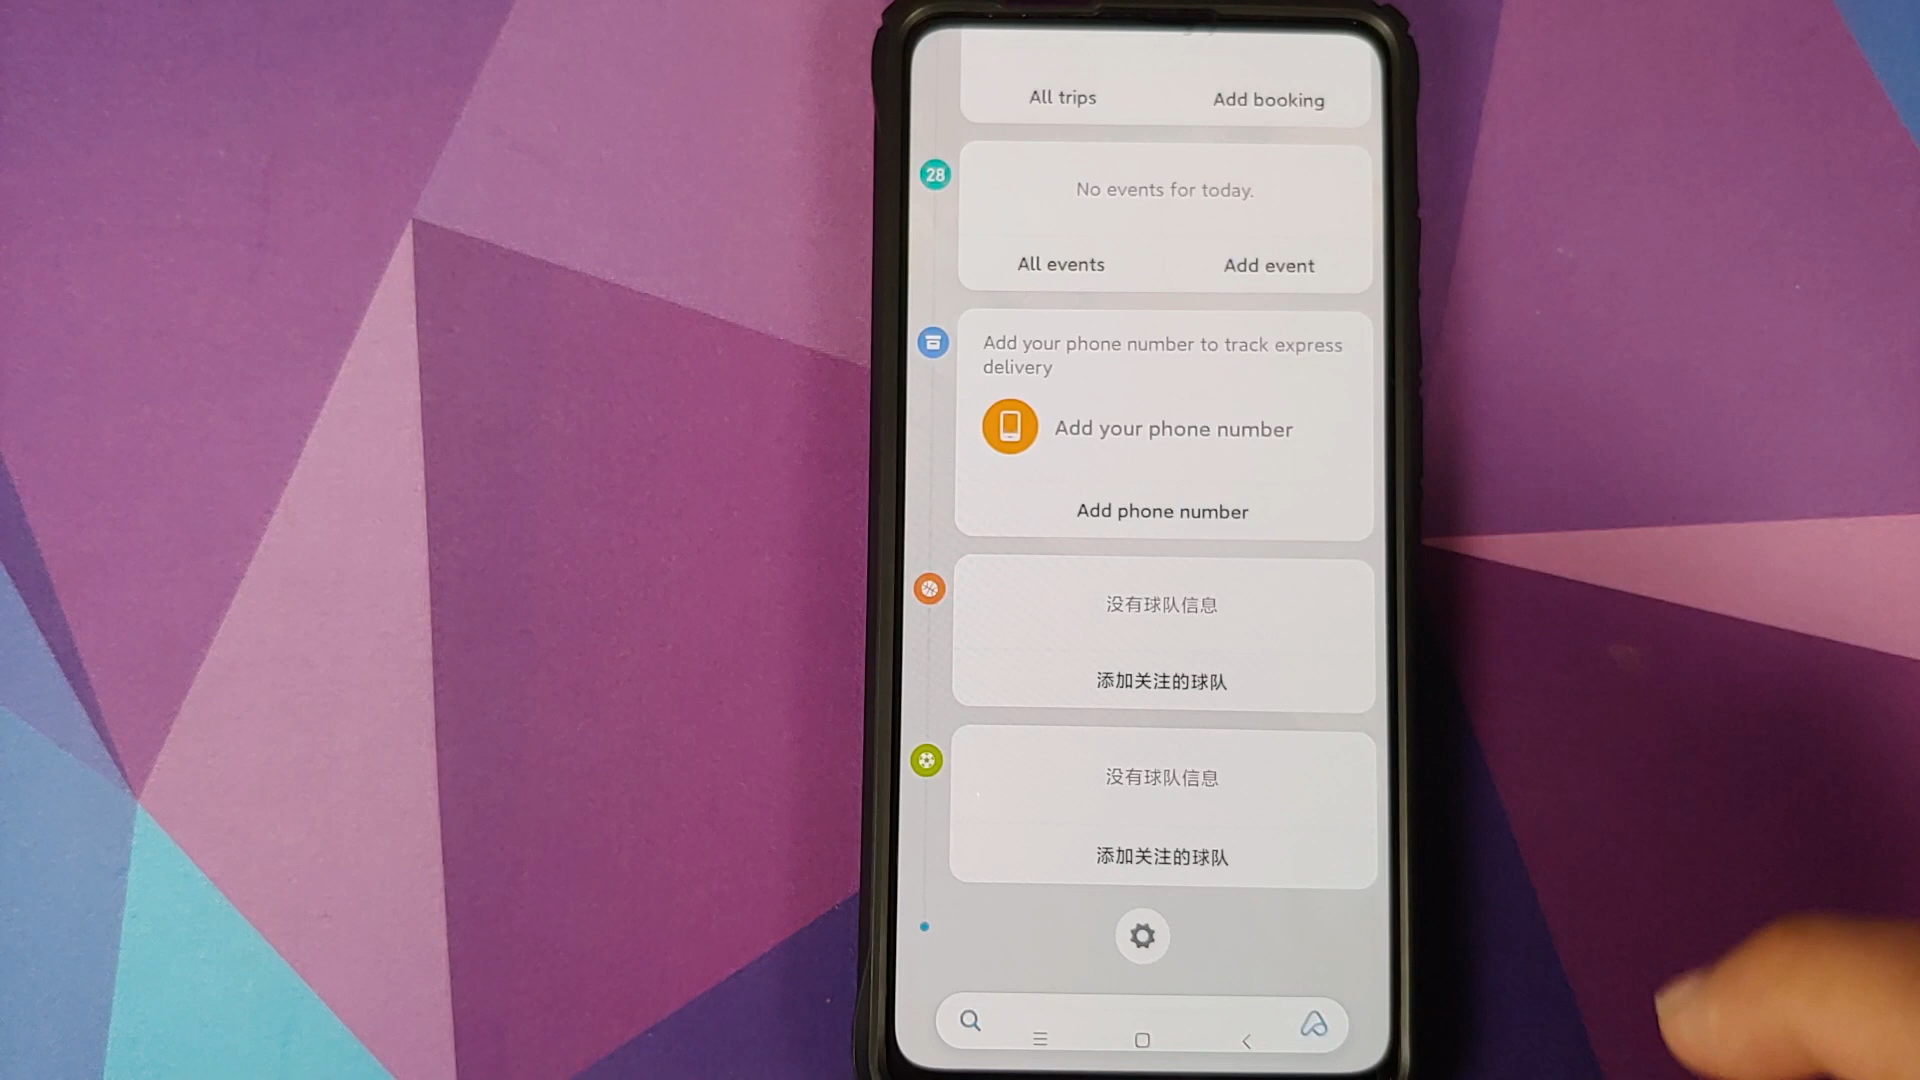 All trips
Add booking
28
No events for today.
All events
Add event
Add your phone number to track express
delivery
Add your phone number
Add phone number
没有球队信息
添加关注的球队
没有球队信息
添加关注的球队